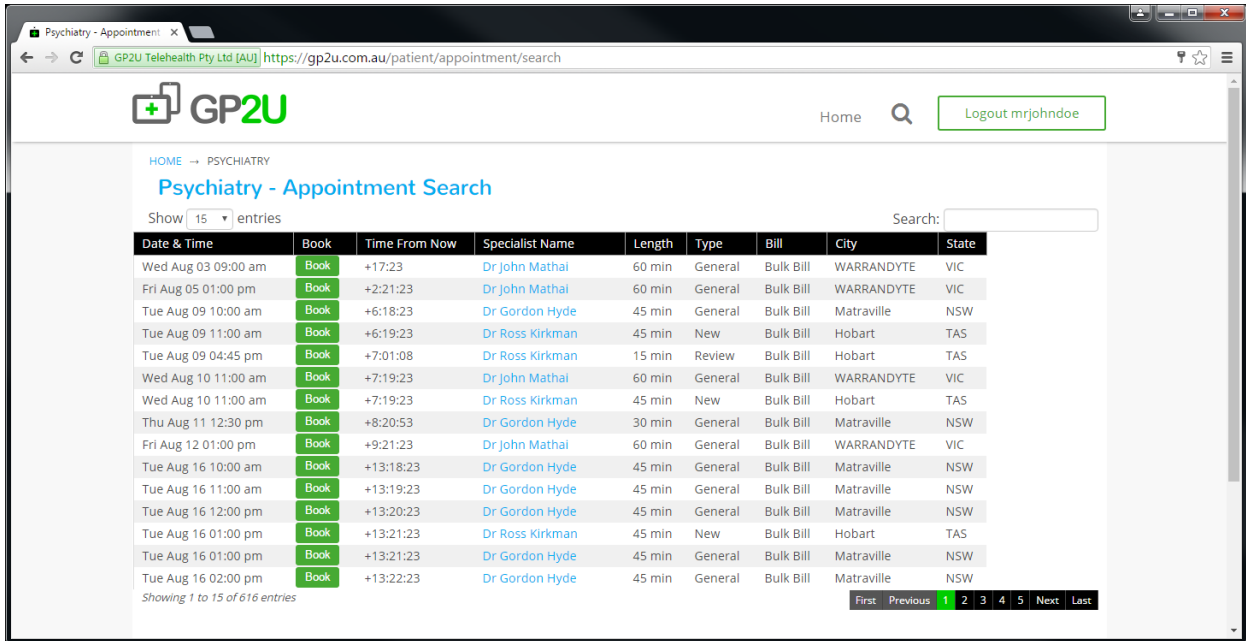 Psychiatry - Appointment
GP2U Telehealth Pty Ltd [AU] https://gp2u.com.au/patient/appointment/search
GP2U
Home
Logout mrjohndoe
HOME → PSYCHIATRY
Psychiatry - Appointment Search
Show 15 entries
Search:
Date & Time Book Time From Now Specialist Name Length Type Bill City State
Wed Aug 03 09:00 am Book +17:23 Dr John Mathai 60 min General Bulk Bill WARRANDYTE VIC
Fri Aug 05 01:00 pm Book +2:21:23 Dr John Mathai 60 min General Bulk Bill WARRANDYTE VIC
Tue Aug 09 10:00 am Book +6:18:23 Dr Gordon Hyde 45 min General Bulk Bill Matraville NSW
Tue Aug 09 11:00 am Book +6:19:23 Dr Ross Kirkman 45 min New Bulk Bill Hobart TAS
Tue Aug 09 04:45 pm Book +7:01:08 Dr Ross Kirkman 15 min Review Bulk Bill Hobart TAS
Wed Aug 10 11:00 am Book +7:19:23 Dr John Mathai 60 min General Bulk Bill WARRANDYTE VIC
Wed Aug 10 11:00 am Book +7:19:23 Dr Ross Kirkman 45 min New Bulk Bill Hobart TAS
Thu Aug 11 12:30 pm Book +8:20:53 Dr Gordon Hyde 30 min General Bulk Bill Matraville NSW
Fri Aug 12 01:00 pm Book +9:21:23 Dr John Mathai 60 min General Bulk Bill WARRANDYTE VIC
Tue Aug 16 10:00 am Book +13:18:23 Dr Gordon Hyde 45 min General Bulk Bill Matraville NSW
Tue Aug 16 11:00 am Book +13:19:23 Dr Gordon Hyde 45 min General Bulk Bill Matraville NSW
Tue Aug 16 12:00 pm Book +13:20:23 Dr Gordon Hyde 45 min General Bulk Bill Matraville NSW
Tue Aug 16 01:00 pm Book +13:21:23 Dr Ross Kirkman 45 min New Bulk Bill Hobart TAS
Tue Aug 16 01:00 pm Book +13:21:23 Dr Gordon Hyde 45 min General Bulk Bill Matraville NSW
Tue Aug 16 02:00 pm Book +13:22:23 Dr Gordon Hyde 45 min General Bulk Bill Matraville NSW
Showing 1 to 15 of 616 entries
First Previous 1 2 3 4 5 Next Last